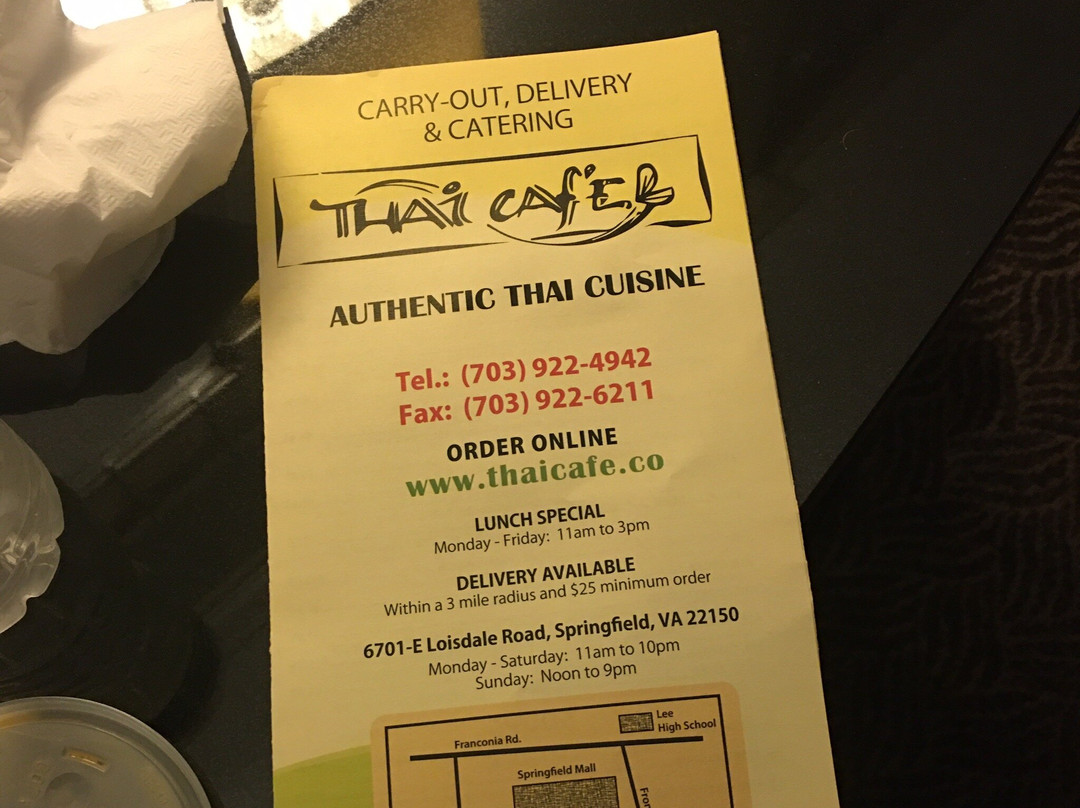 CARRY-OUT, DELIVERY
& CATERING
THAi CAFE
AUTHENTIC THAI CUISINE
Tel.: (703) 922-4942
Fax: (703) 922-6211
ORDER ONLINE
www.thaicafe.co
LUNCH SPECIAL
Monday - Friday: 11am to 3pm
DELIVERY AVAILABLE
Within a 3 mile radius and $25 minimum order
6701-E Loisdale Road, Springfield, VA 22150
Monday - Saturday: 11am to 10pm
Sunday: Noon to 9pm
Lee
High School
Franconia Rd.
Springfield Mall